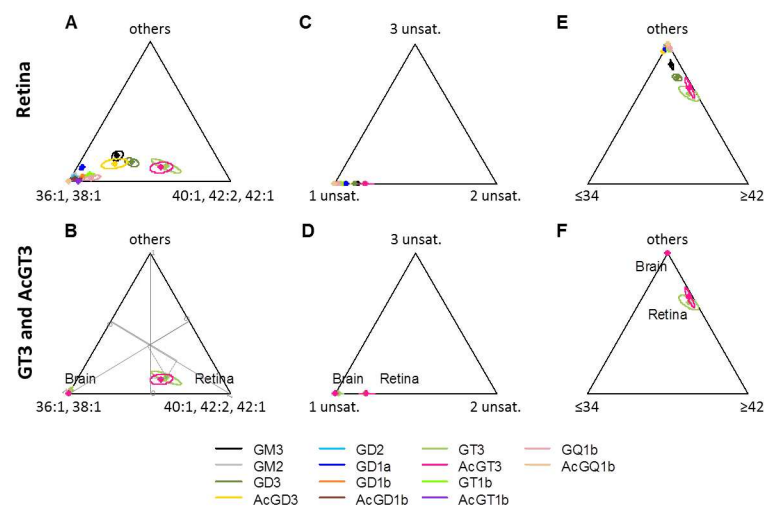 A
others
C
3 unsat.
E
others
Retina
36:1, 38:1
40:1, 42:2, 42:1
1 unsat.
2 unsat.
≤34
≥42
B
others
D
3 unsat.
F
others
GT3 and AcGT3
Brain
Retina
36:1, 38:1
40:1, 42:2, 42:1
Brain
Retina
1 unsat.
2 unsat.
Brain
Retina
≤34
≥42
GM3
GD2
GT3
GQ1b
GM2
GD1a
AcGT3
AcGQ1b
GD3
GD1b
GT1b
AcGD3
AcGD1b
AcGT1b